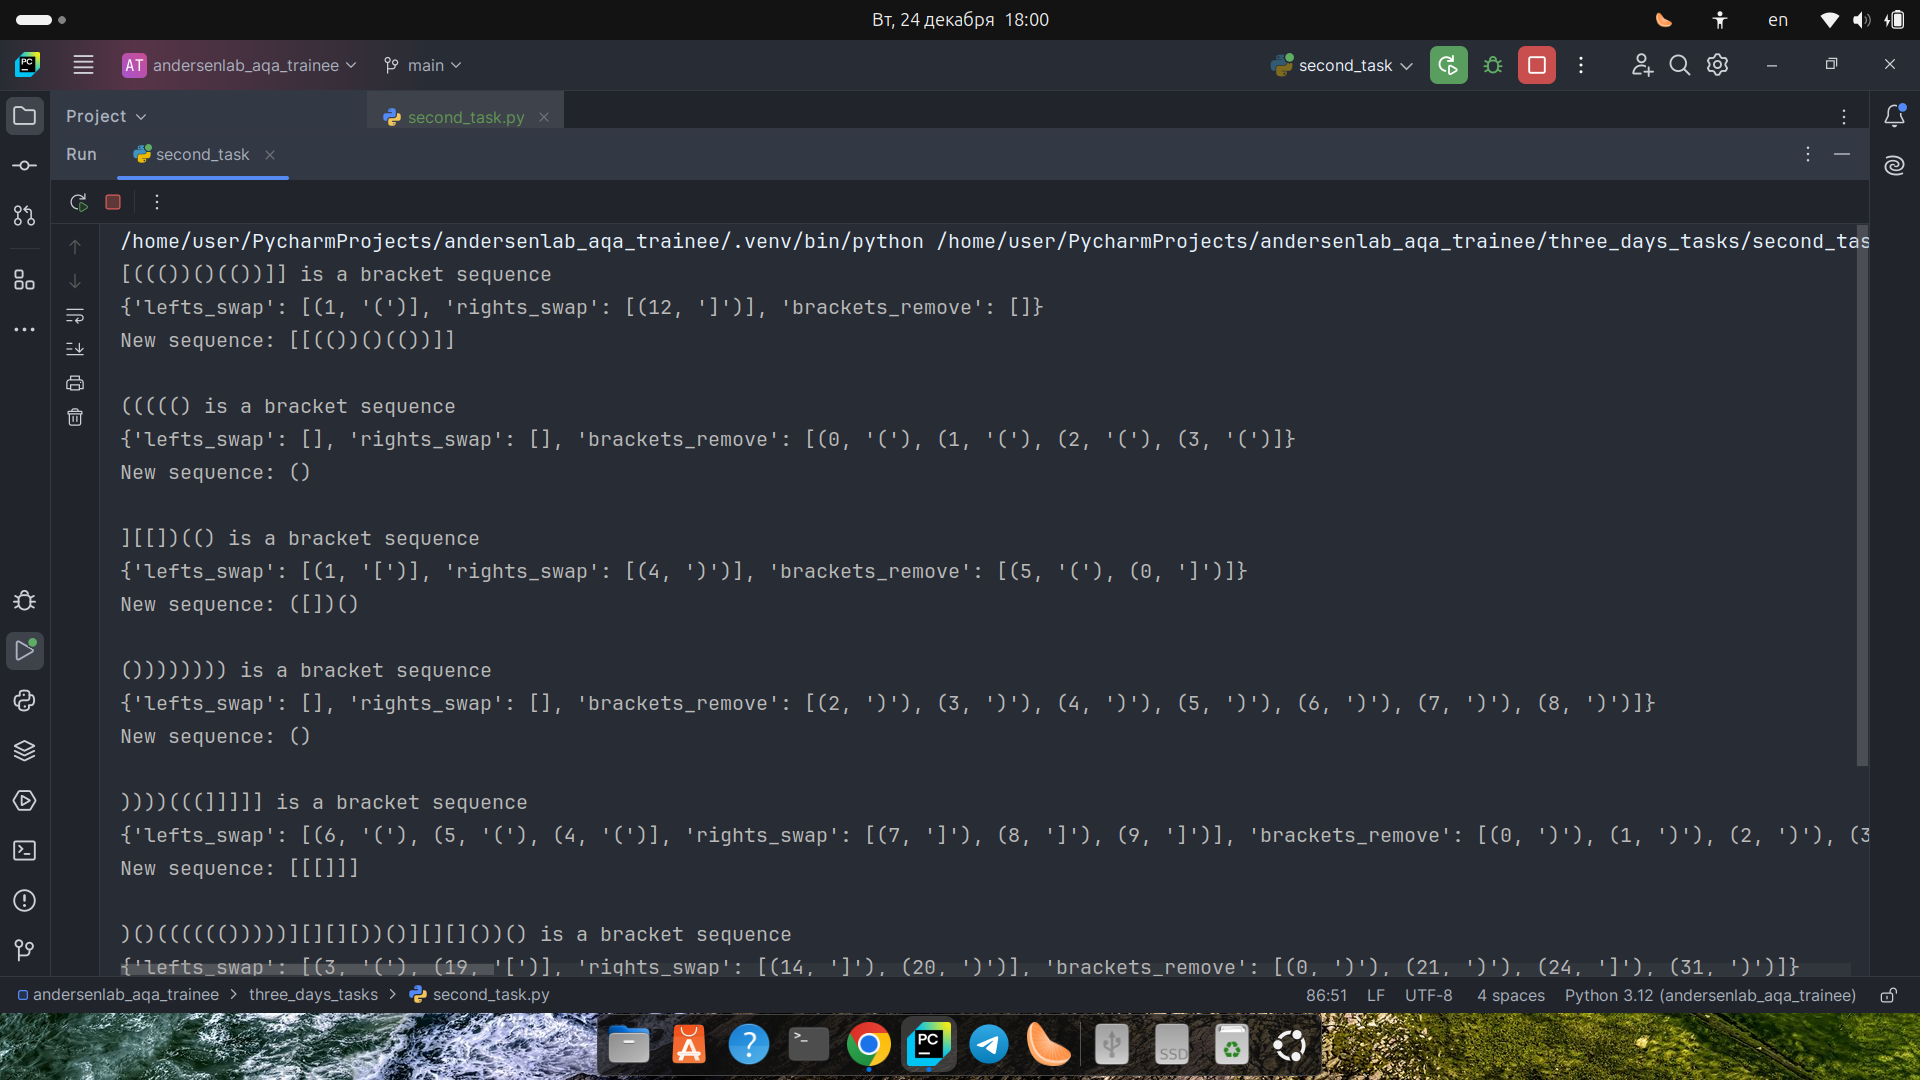 Вт, 24 декабря 18:00
en
PC
AT andersenlab_aqa_trainee
main
second_task
Project
second_task.py
Run
second_task
/home/user/PycharmProjects/andersenlab_aqa_trainee/.venv/bin/python /home/user/PycharmProjects/andersenlab_aqa_trainee/three_days_tasks/second_tas
[((())()(())]] is a bracket sequence
{'lefts_swap': [(1, '(')], 'rights_swap': [(12, ']')], 'brackets_remove': []}
New sequence: [[(())()(())]]
((((() is a bracket sequence
{'lefts_swap': [], 'rights_swap': [], 'brackets_remove': [(0, '('), (1, '('), (2, '('), (3, '(')]}
New sequence: ()
][[])(() is a bracket sequence
{'lefts_swap': [(1, '[')], 'rights_swap': [(4, ')')], 'brackets_remove': [(5, '('), (0, ']')]}
New sequence: ([])()
()))))))) is a bracket sequence
{'lefts_swap': [], 'rights_swap': [], 'brackets_remove': [(2, ')'), (3, ')'), (4, ')'), (5, ')'), (6, ')'), (7, ')'), (8, ')')]}
New sequence: ()
))))(((]]]]] is a bracket sequence
{'lefts_swap': [(6, '('), (5, '('), (4, '(')], 'rights_swap': [(7, ']'), (8, ']'), (9, ']')], 'brackets_remove': [(0, ')'), (1, ')'), (2, ')'), (3
New sequence: [[[]]]
)()(((((()))))][][][))()][][]())() is a bracket sequence
{'lefts_swap': [(3, '('), (19, '[')], 'rights_swap': [(14, ']'), (20, ')')], 'brackets_remove': [(0, ')'), (21, ')'), (24, ']'), (31, ')')]}
andersenlab_aqa_trainee
three_days_tasks
second_task.py
86:51
LF
UTF-8
4 spaces
Python 3.12 (andersenlab_aqa_trainee)
PC
SSD